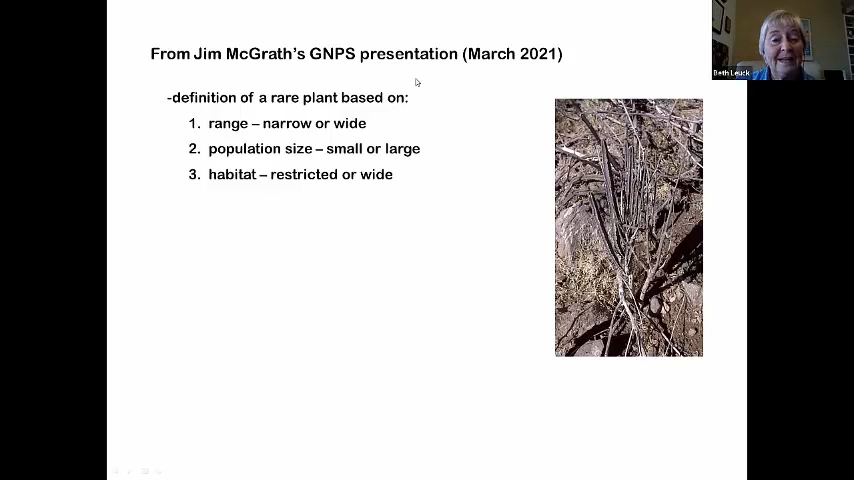 From Jim McGrath's GNPS presentation (March 2021)
-definition of a rare plant based on:
1. range – narrow or wide
2. population size – small or large
3. habitat – restricted or wide
Beth Leuck